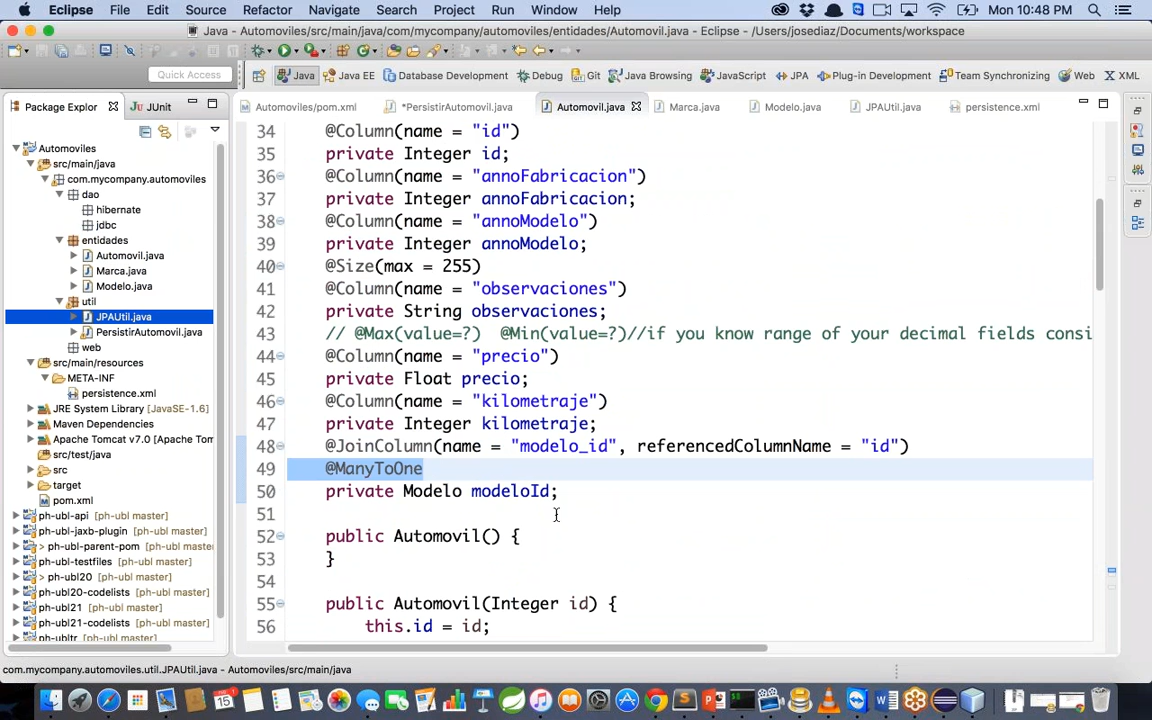 Eclipse File Edit Source Refactor Navigate Search Project Run Window Help Mon 10:48 PM
Java - Automoviles/src/main/java/com/mycompany/automoviles/entidades/Automovil.java - Eclipse - /Users/josediaz/Documents/workspace
Quick Access Java Java EE Database Development Debug Git Java Browsing JavaScript JPA Plug-in Development Team Synchronizing Web XML
Package Explor JUnit
Automoviles/pom.xml *PersistirAutomovil.java Automovil.java Marca.java Modelo.java JPAUtil.java persistence.xml
Automoviles
src/main/java
com.mycompany.automoviles
dao
hibernate
jdbc
entidades
Automovil.java
Marca.java
Modelo.java
util
JPAUtil.java
PersistirAutomovil.java
web
src/main/resources
META-INF
persistence.xml
JRE System Library [JavaSE-1.6]
Maven Dependencies
Apache Tomcat v7.0 [Apache Tom
src/test/java
src
target
pom.xml
ph-ubl-api [ph-ubl master]
ph-ubl-jaxb-plugin [ph-ubl master]
> ph-ubl-parent-pom [ph-ubl master]
ph-ubl-testfiles [ph-ubl master]
> ph-ubl20 [ph-ubl master]
ph-ubl20-codelists [ph-ubl master]
ph-ubl21 [ph-ubl master]
ph-ubl21-codelists [ph-ubl master]
ph-ubltr [ph-ubl master]
34 @Column(name = "id")
35 private Integer id;
36 @Column(name = "annoFabricacion")
37 private Integer annoFabricacion;
38 @Column(name = "annoModelo")
39 private Integer annoModelo;
40 @Size(max = 255)
41 @Column(name = "observaciones")
42 private String observaciones;
43 // @Max(value=?) @Min(value=?)//if you know range of your decimal fields consi
44 @Column(name = "precio")
45 private Float precio;
46 @Column(name = "kilometraje")
47 private Integer kilometraje;
48 @JoinColumn(name = "modelo_id", referencedColumnName = "id")
49 @ManyToOne
50 private Modelo modeloId;
51
52 public Automovil() {
53 }
54
55 public Automovil(Integer id) {
56 this.id = id;
com.mycompany.automoviles.util.JPAUtil.java - Automoviles/src/main/java